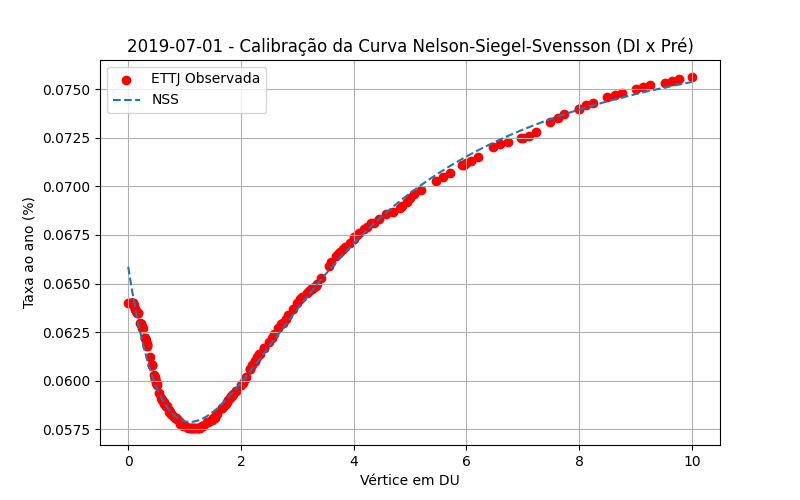 2019-07-01 - Calibração da Curva Nelson-Siegel-Svensson (DI x Pré)
ETTJ Observada
NSS
Taxa ao ano (%)
0.0750
0.0725
0.0700
0.0675
0.0650
0.0625
0.0600
0.0575
0 2 4 6 8 10
Vértice em DU